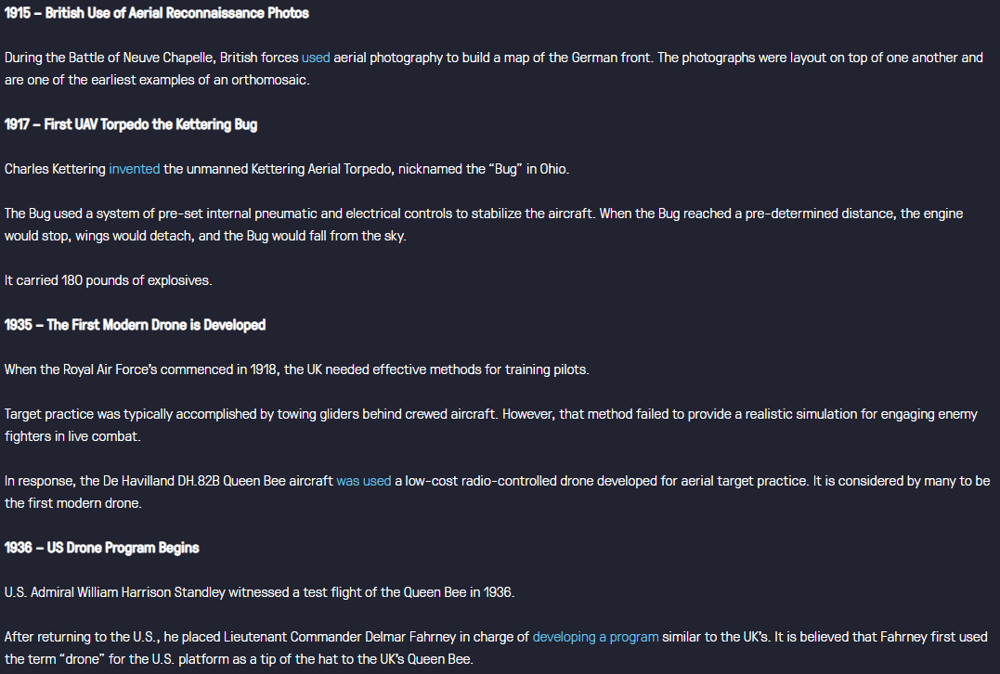 1915 – British Use of Aerial Reconnaissance Photos
During the Battle of Neuve Chapelle, British forces used aerial photography to build a map of the German front. The photographs were layout on top of one another and
are one of the earliest examples of an orthomosaic.
1917 – First UAV Torpedo the Kettering Bug
Charles Kettering invented the unmanned Kettering Aerial Torpedo, nicknamed the “Bug” in Ohio.
The Bug used a system of pre-set internal pneumatic and electrical controls to stabilize the aircraft. When the Bug reached a pre-determined distance, the engine
would stop, wings would detach, and the Bug would fall from the sky.
It carried 180 pounds of explosives.
1935 – The First Modern Drone is Developed
When the Royal Air Force’s commenced in 1918, the UK needed effective methods for training pilots.
Target practice was typically accomplished by towing gliders behind crewed aircraft. However, that method failed to provide a realistic simulation for engaging enemy
fighters in live combat.
In response, the De Havilland DH.82B Queen Bee aircraft was used a low-cost radio-controlled drone developed for aerial target practice. It is considered by many to be
the first modern drone.
1936 – US Drone Program Begins
U.S. Admiral William Harrison Standley witnessed a test flight of the Queen Bee in 1936.
After returning to the U.S., he placed Lieutenant Commander Delmar Fahrney in charge of developing a program similar to the UK’s. It is believed that Fahrney first used
the term “drone” for the U.S. platform as a tip of the hat to the UK’s Queen Bee.